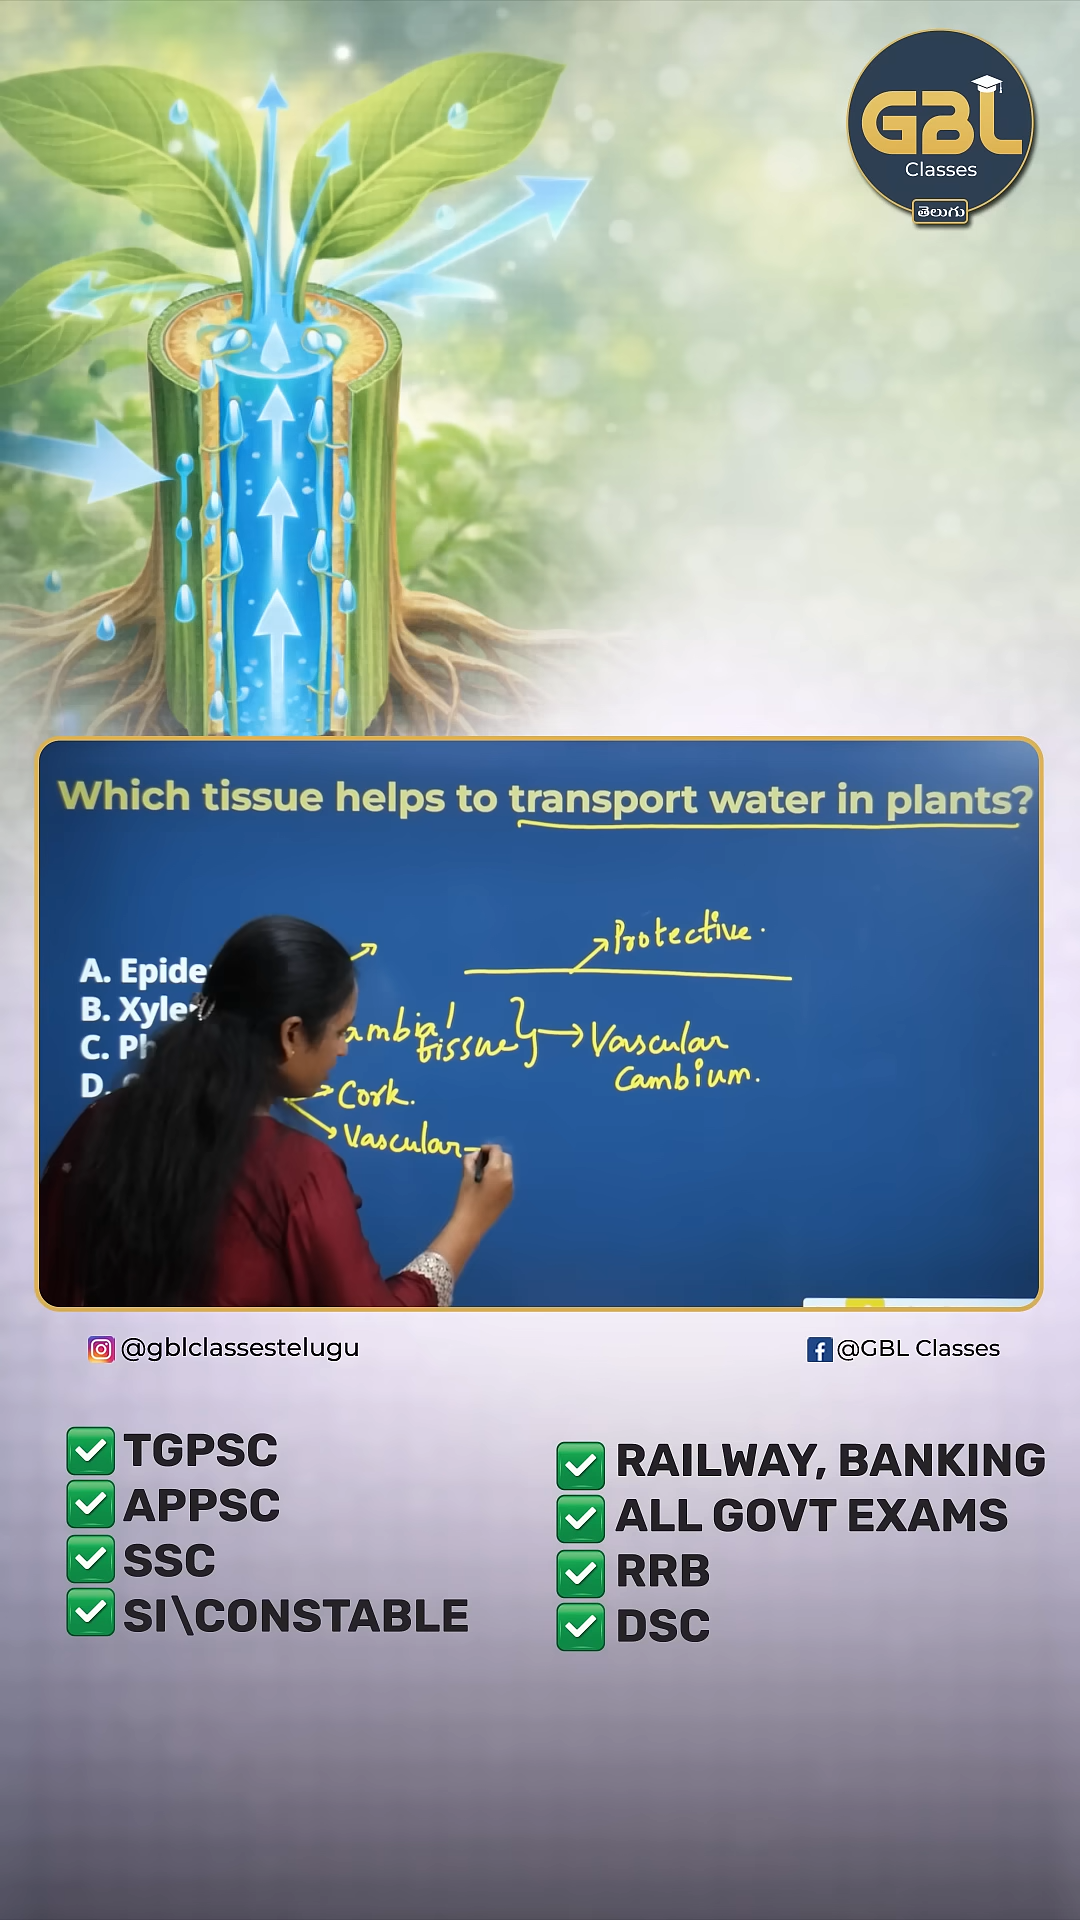 GBL
Classes
తెలుగు
Which tissue helps to transport water in plants?
Protective.
A. Epide
B. Xyle
C. Ph
D.
ambial
tissue
Vascular
Cambium.
Cork.
Vascular
@gblclassestelugu
@GBL Classes
TGPSC
APPSC
SSC
SI\CONSTABLE
RAILWAY, BANKING
ALL GOVT EXAMS
RRB
DSC